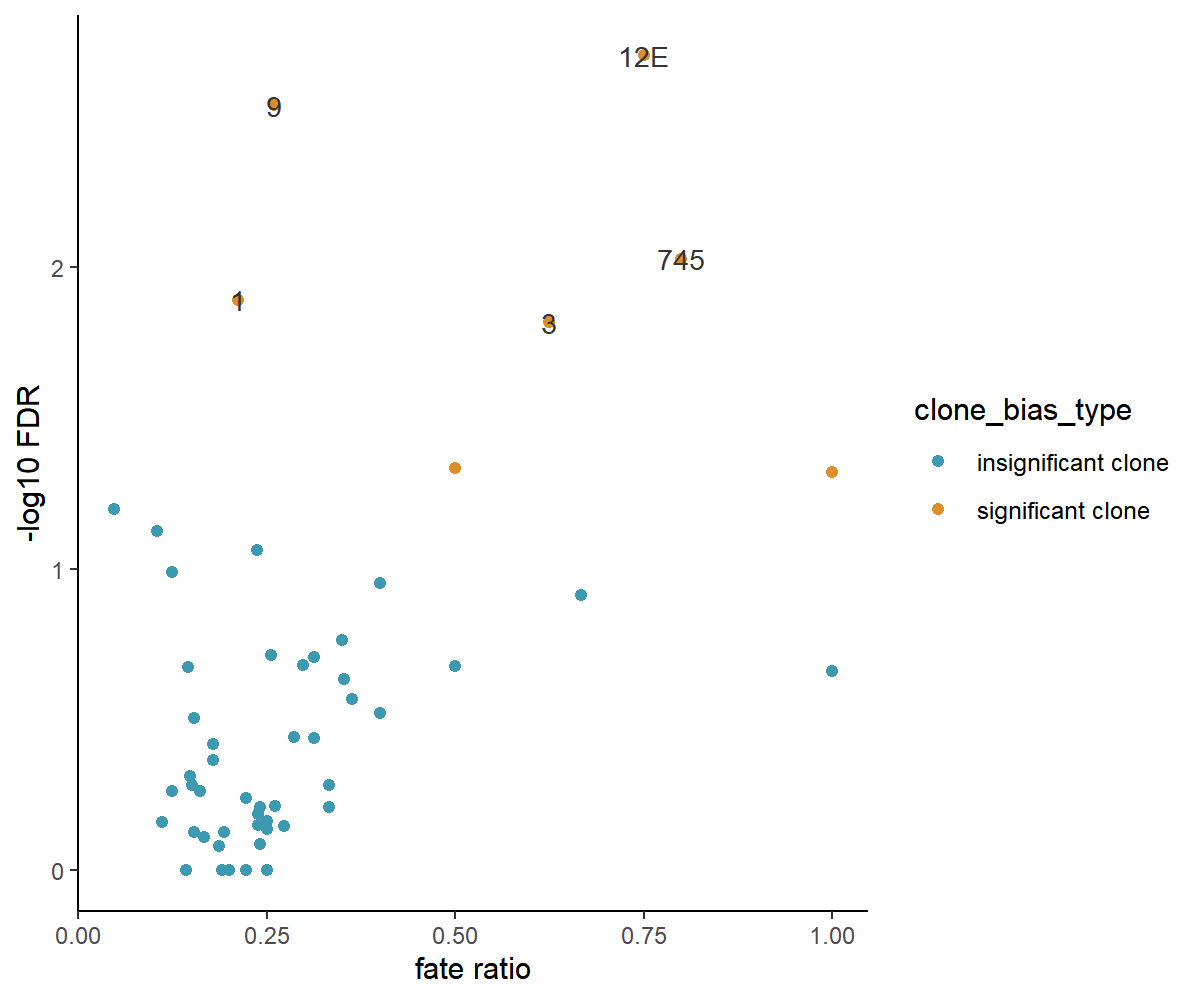 12E
9
745
1
3
2
1
0
-log10 FDR
0.00 0.25 0.50 0.75 1.00
fate ratio
clone_bias_type
insignificant clone
significant clone